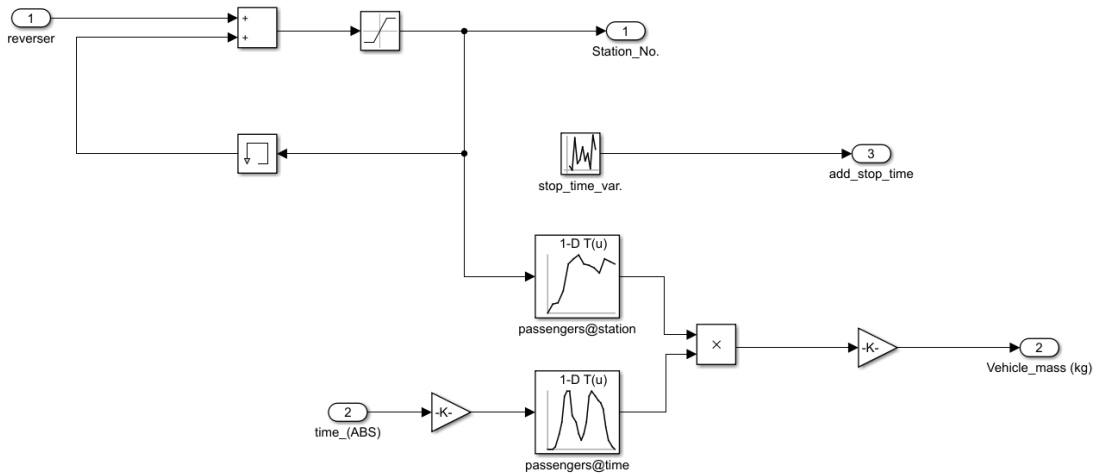 1
reverser
+
+
1
Station_No.
stop_time_var.
3
add_stop_time
1-D T(u)
passengers@station
×
-K-
2
Vehicle_mass (kg)
2
time_(ABS)
-K-
1-D T(u)
passengers@time